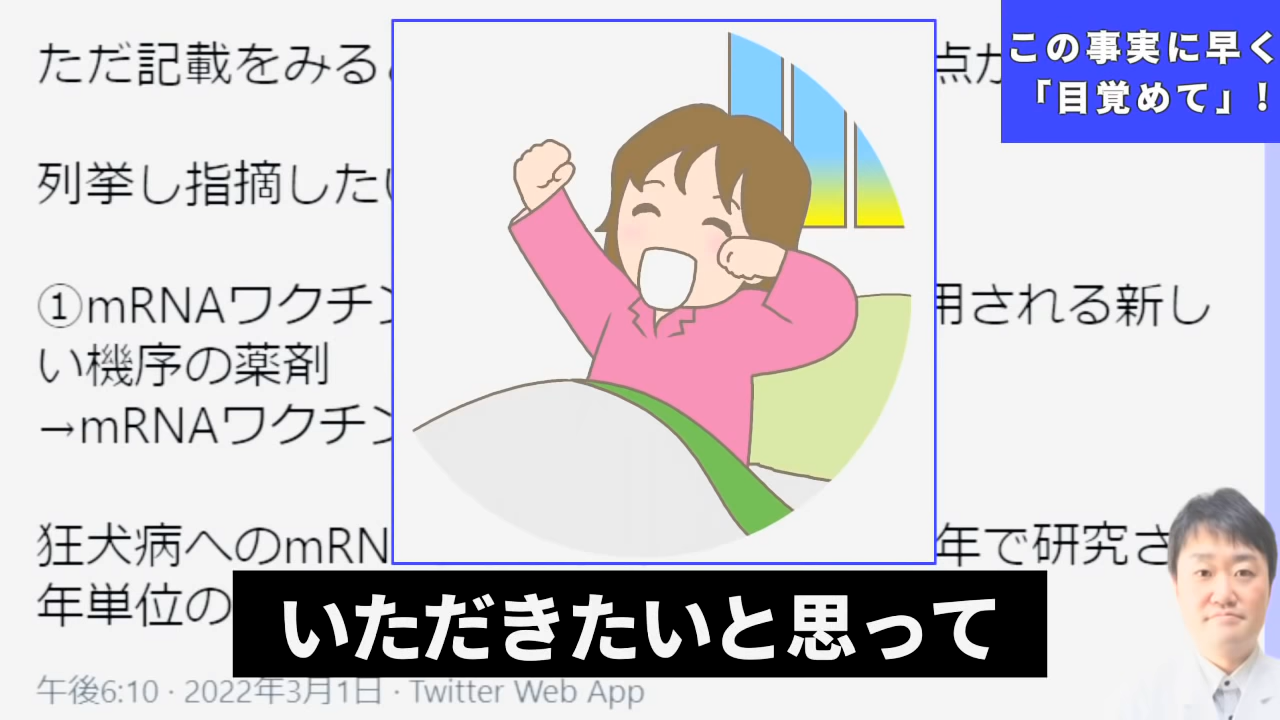 この事実に早く
「目覚めて」!
ただ記載をみる
列挙し指摘したい
①mRNAワクチン 用される新し
い機序の薬剤
→mRNAワクチン
狂犬病へのmRN 年で研究さ
年単位の
いただきたいと思って
午後6:10 · 2022年3月1日 · Twitter Web App